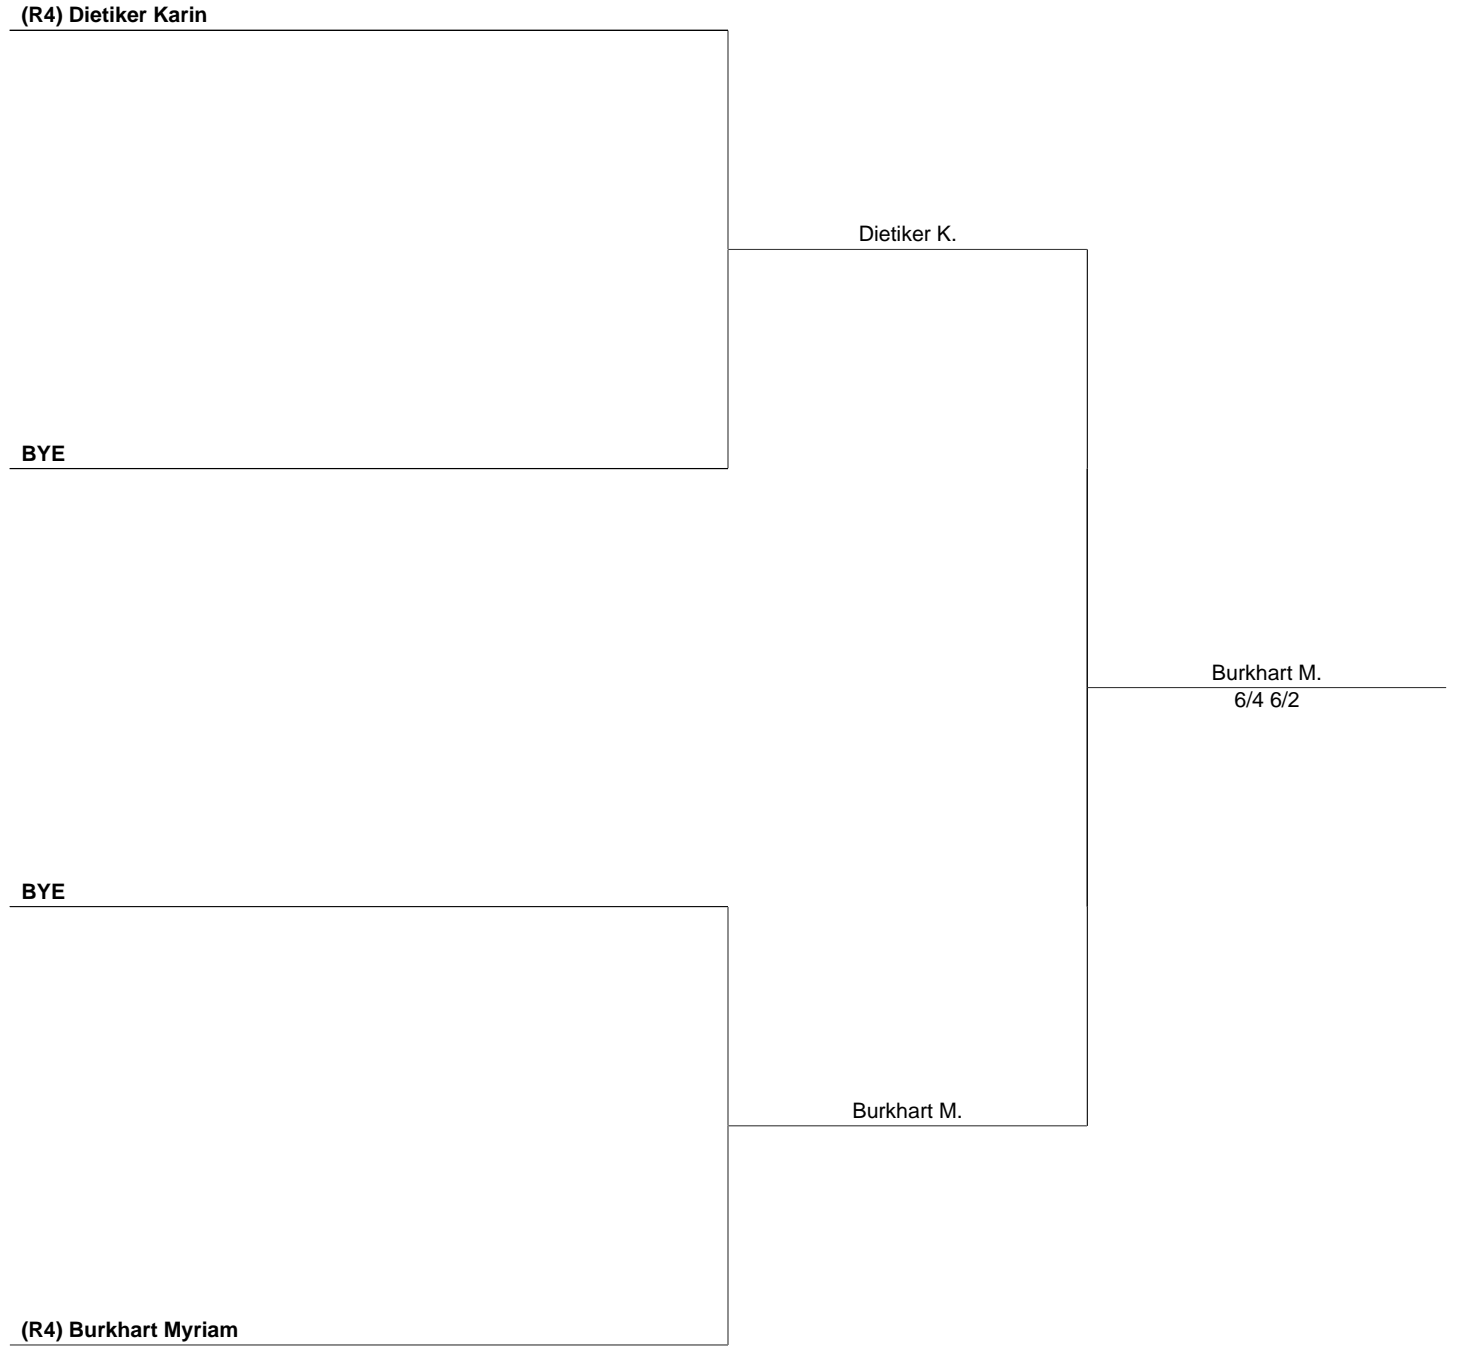 (R4) Dietiker Karin
Dietiker K.
BYE
Burkhart M.
6/4 6/2
BYE
Burkhart M.
(R4) Burkhart Myriam